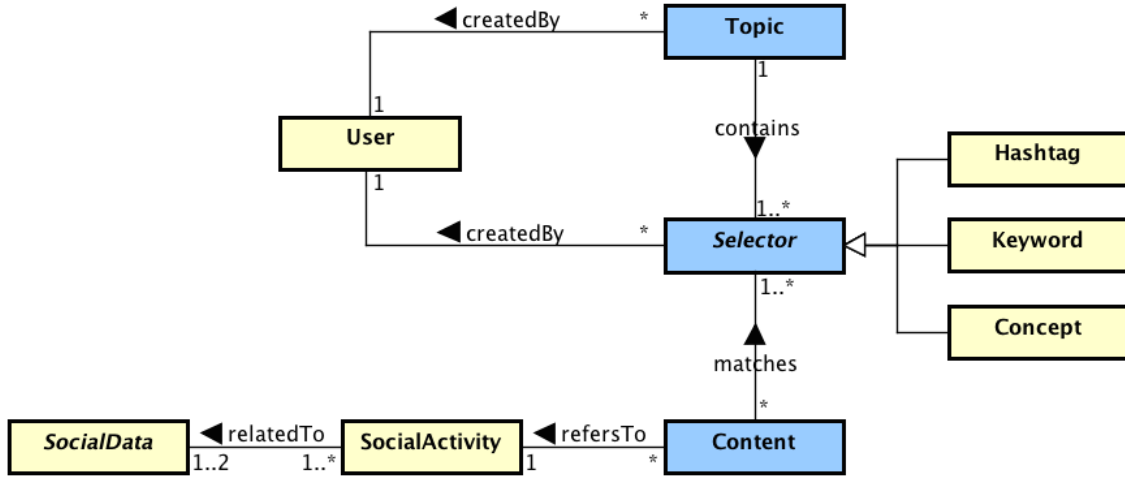 createdBy
*
Topic
1
1
contains
User
1
Hashtag
1..*
createdBy
*
Selector
Keyword
1..*
Concept
matches
*
SocialData
relatedTo
1..2
1..*
SocialActivity
refersTo
1
*
Content